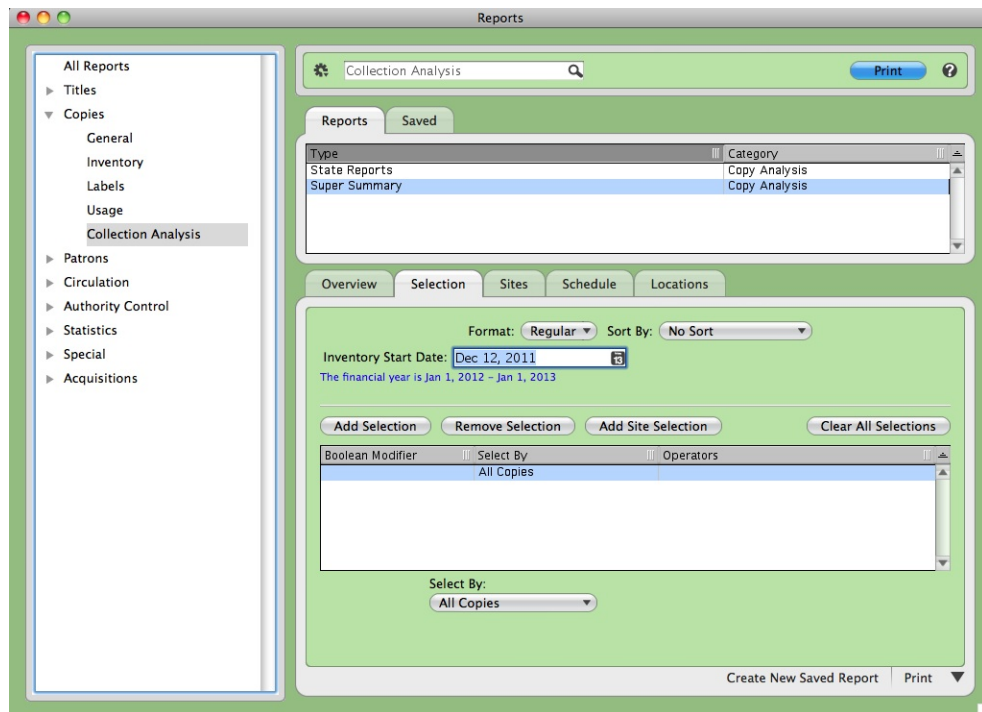 Reports
All Reports
Titles
Copies
General
Inventory
Labels
Usage
Collection Analysis
Patrons
Circulation
Authority Control
Statistics
Special
Acquisitions
Collection Analysis
Print
?
Reports Saved
Type Category
State Reports Copy Analysis
Super Summary Copy Analysis
Overview Selection Sites Schedule Locations
Format: Regular Sort By: No Sort
Inventory Start Date: Dec 12, 2011
The financial year is Jan 1, 2012 - Jan 1, 2013
Add Selection Remove Selection Add Site Selection Clear All Selections
Boolean Modifier Select By Operators
All Copies
Select By:
All Copies
Create New Saved Report Print